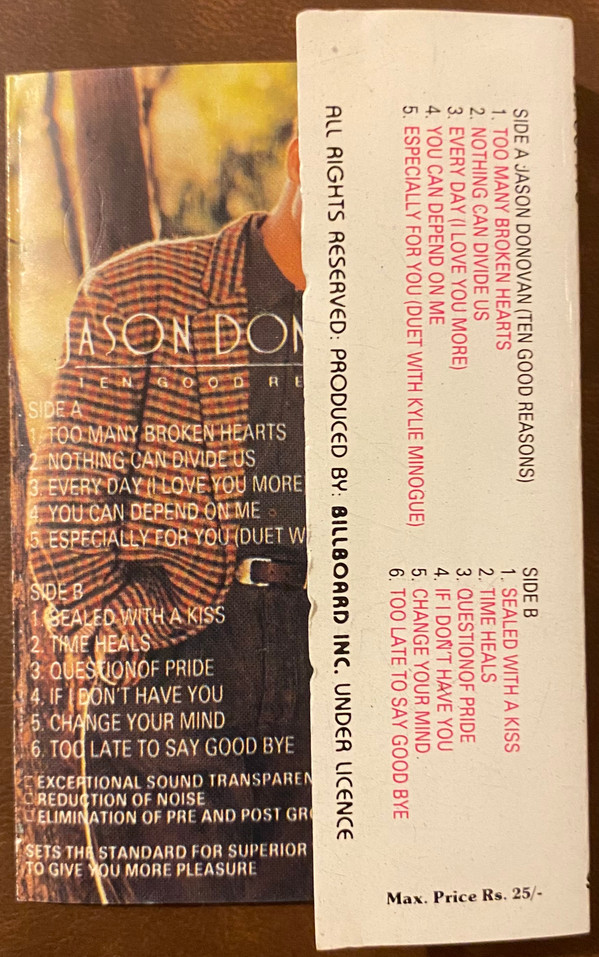 JASON DON
TEN GOOD RE
SIDE A
1. TOO MANY BROKEN HEARTS
2. NOTHING CAN DIVIDE US
3. EVERY DAY (I LOVE YOU MORE
4. YOU CAN DEPEND ON ME
5. ESPECIALLY FOR YOU (DUET W
SIDE B
1. SEALED WITH A KISS
2. TIME HEALS
3. QUESTIONOF PRIDE
4. IF I DON'T HAVE YOU
5. CHANGE YOUR MIND
6. TOO LATE TO SAY GOOD BYE
EXCEPTIONAL SOUND TRANSPAREN
REDUCTION OF NOISE
ELIMINATION OF PRE AND POST GR
SETS THE STANDARD FOR SUPERIOR
TO GIVE YOU MORE PLEASURE
SIDE A JASON DONOVAN (TEN GOOD REASONS)
1. TOO MANY BROKEN HEARTS
2. NOTHING CAN DIVIDE US
3. EVERY DAY (I LOVE YOU MORE)
4. YOU CAN DEPEND ON ME
5. ESPECIALLY FOR YOU (DUET WITH KYLIE MINOGUE)
SIDE B
1. SEALED WITH A KISS
2. TIME HEALS
3. QUESTIONOF PRIDE
4. IF I DON'T HAVE YOU
5. CHANGE YOUR MIND.
6. TOO LATE TO SAY GOOD BYE
ALL RIGHTS RESERVED: PRODUCED BY: BILLBOARD INC. UNDER LICENCE
Max. Price Rs. 25/-